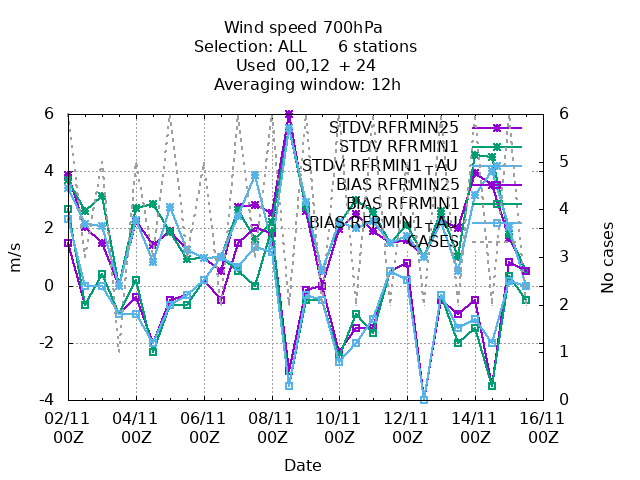 Wind speed 700hPa
Selection: ALL 6 stations
Used 00,12 + 24
Averaging window: 12h
6
4
2
0
-2
-4
m/s
6
5
4
3
2
1
0
No cases
STDV RFRMIN25
STDV RFRMIN1
STDV RFRMIN1_TAU
BIAS RFRMIN25
BIAS RFRMIN1
BIAS RFRMIN1_TAU
CASES
02/11 04/11 06/11 08/11 10/11 12/11 14/11 16/11
00Z 00Z 00Z 00Z 00Z 00Z 00Z 00Z
Date